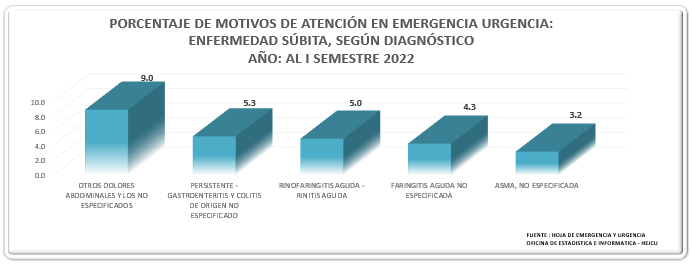 PORCENTAJE DE MOTIVOS DE ATENCIÓN EN EMERGENCIA URGENCIA:
ENFERMEDAD SÚBITA, SEGÚN DIAGNÓSTICO
AÑO: AL I SEMESTRE 2022
9.0
5.3
5.0
4.3
3.2
10.0
8.0
6.0
4.0
2.0
0.0
OTROS DOLORES
ABDOMINALES Y LOS NO
ESPECIFICADOS
PERSISTENTE -
GASTROENTERITIS Y COLITIS
DE ORIGEN NO
ESPECIFICADO
RINOFARINGITIS AGUDA -
RINITIS AGUDA
FARINGITIS AGUDA NO
ESPECIFICADA
ASMA, NO ESPECIFICADA
FUENTE : HOJA DE EMERGENCIA Y URGENCIA
OFICINA DE ESTADISTICA E INFORMATICA - HEJCU